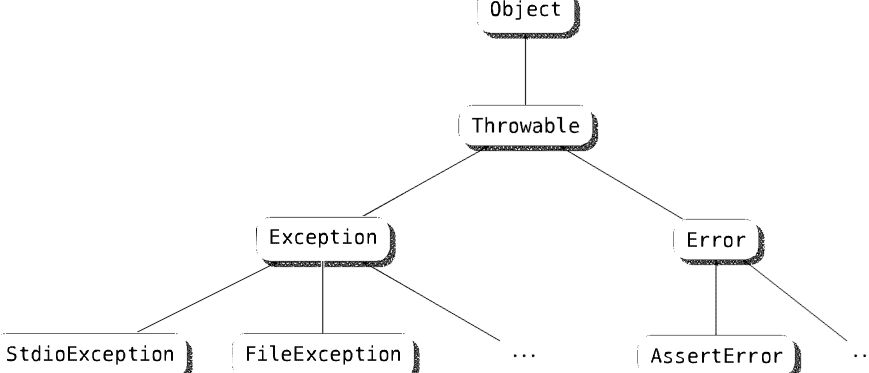 Object
Throwable
Exception
Error
StdioException
FileException
...
AssertError
..